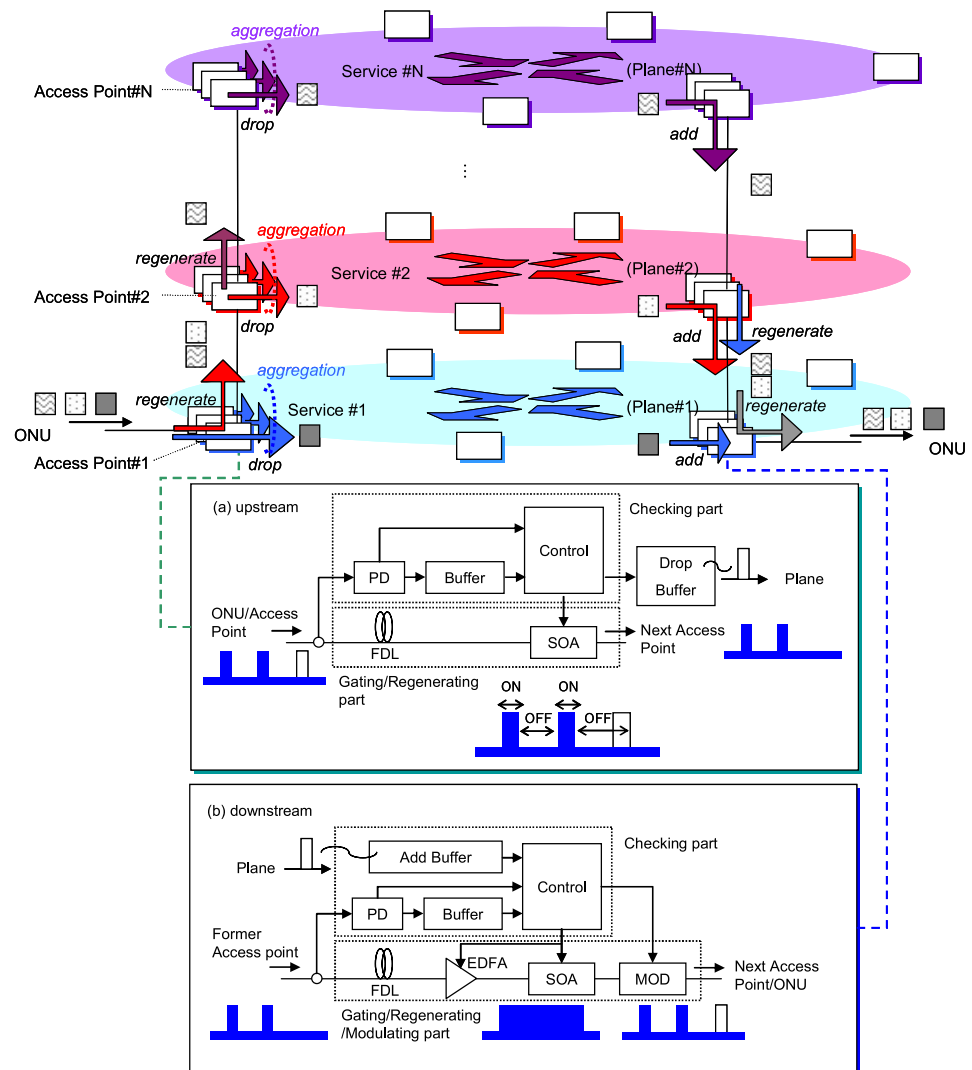 aggregation
Service #N
(Plane#N)
Access Point#N
drop
add
...
aggregation
regenerate
Service #2
(Plane#2)
Access Point#2
drop
add
regenerate
aggregation
regenerate
Service #1
(Plane#1)
regenerate
ONU
ONU
Access Point#1
drop
add
(a) upstream
Checking part
Control
PD
Buffer
Drop
Buffer
Plane
ONU/Access
Point
FDL
SOA
Next Access
Point
Gating/Regenerating
part
ON
ON
OFF
OFF
(b) downstream
Checking part
Plane
Add Buffer
Control
PD
Buffer
Former
Access point
EDFA
FDL
SOA
MOD
Next Access
Point/ONU
Gating/Regenerating
/Modulating part